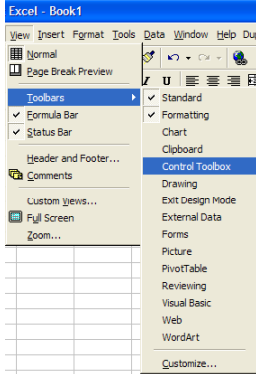 Excel - Book1
View Insert Format Tools Data Window Help Du
Normal
Page Break Preview
Toolbars
Formula Bar
Status Bar
Header and Footer...
Comments
Custom Views...
Full Screen
Zoom...
I U
Standard
Formatting
Chart
Clipboard
Control Toolbox
Drawing
Exit Design Mode
External Data
Forms
Picture
PivotTable
Reviewing
Visual Basic
Web
WordArt
Customize...